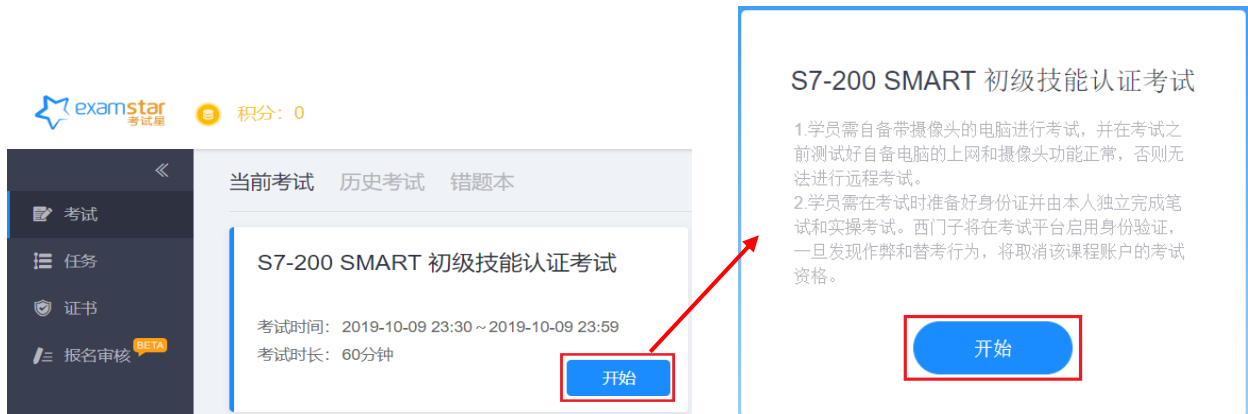 examstar
考试星
积分：0
当前考试 历史考试 错题本
考试
任务
证书
报名审核 BETA
S7-200 SMART 初级技能认证考试
考试时间： 2019-10-09 23:30 ~ 2019-10-09 23:59
考试时长： 60分钟
开始
S7-200 SMART 初级技能认证考试
1.学员需自备带摄像头的电脑进行考试，并在考试之
前测试好自备电脑的上网和摄像头功能正常，否则无
法进行远程考试。
2.学员需在考试时准备好身份证并由本人独立完成笔
试和实操考试。西门子将在考试平台启用身份验证，
一旦发现作弊和替考行为，将取消该课程账户的考试
资格。
开始